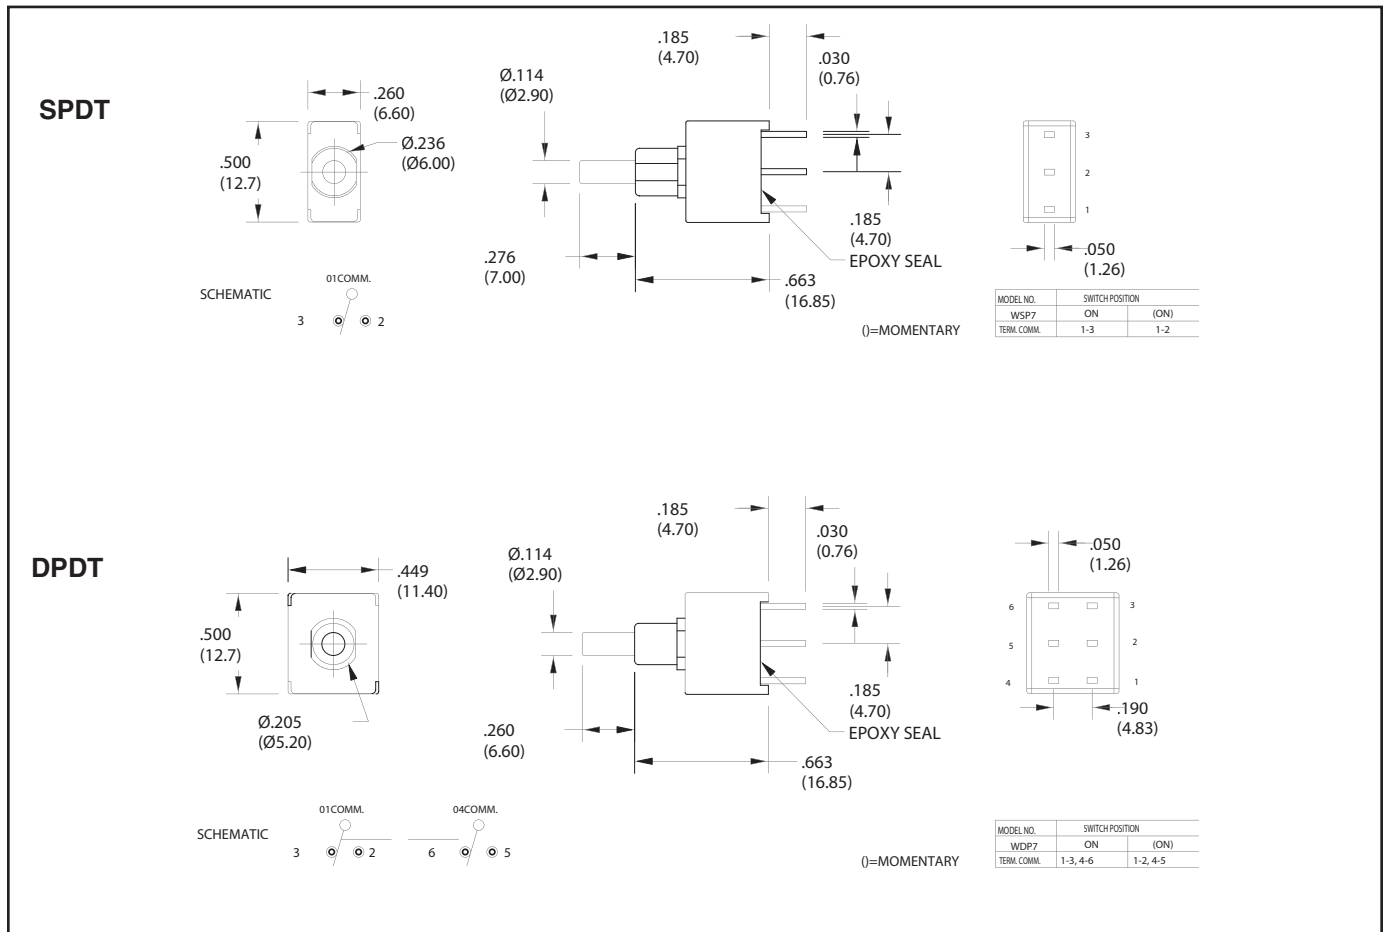 SPDT
.260
(6.60)
.500
(12.7)
Ø.236
(Ø6.00)
SCHEMATIC
01COMM.
3
2
Ø.114
(Ø2.90)
.185
(4.70)
.030
(0.76)
.185
(4.70)
EPOXY SEAL
.276
(7.00)
.663
(16.85)
()=MOMENTARY
3
2
1
.050
(1.26)
MODEL NO. SWITCH POSITION
WSP7 ON (ON)
TERM. COMM. 1-3 1-2
DPDT
.449
(11.40)
.500
(12.7)
Ø.205
(Ø5.20)
SCHEMATIC
01COMM.
3
2
04COMM.
6
5
Ø.114
(Ø2.90)
.185
(4.70)
.030
(0.76)
.185
(4.70)
EPOXY SEAL
.260
(6.60)
.663
(16.85)
()=MOMENTARY
.050
(1.26)
6 3
5 2
4 1
.190
(4.83)
MODEL NO. SWITCH POSITION
WDP7 ON (ON)
TERM. COMM. 1-3, 4-6 1-2, 4-5